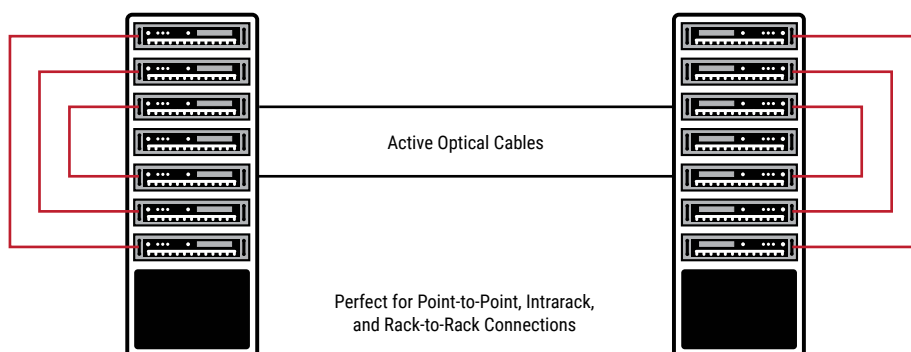 Active Optical Cables
Perfect for Point-to-Point, Intrarack,
and Rack-to-Rack Connections